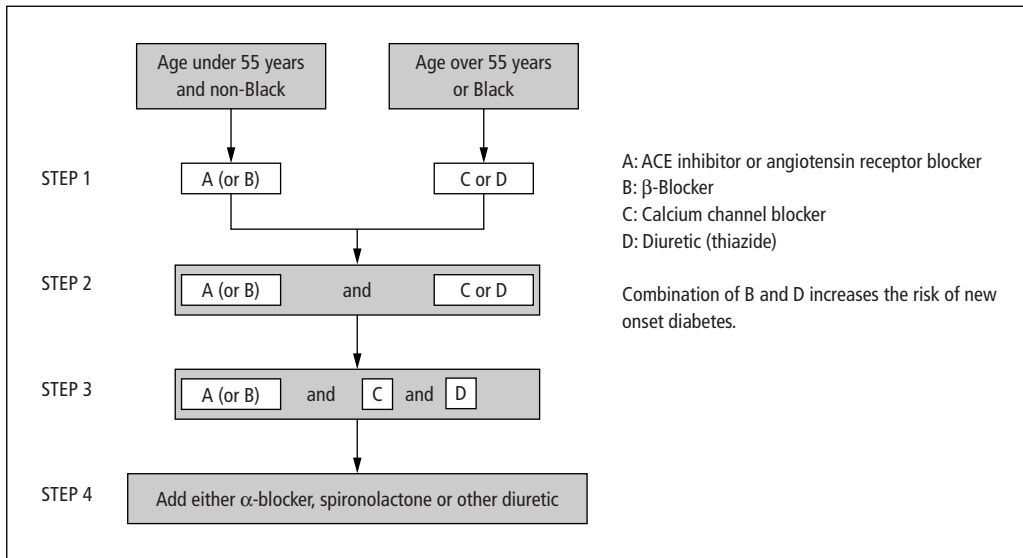 Age under 55 years
and non-Black
Age over 55 years
or Black
STEP 1
A (or B)
C or D
A: ACE inhibitor or angiotensin receptor blocker
B: β-Blocker
C: Calcium channel blocker
D: Diuretic (thiazide)
Combination of B and D increases the risk of new
onset diabetes.
STEP 2
A (or B) and C or D
STEP 3
A (or B) and C and D
STEP 4
Add either α-blocker, spironolactone or other diuretic